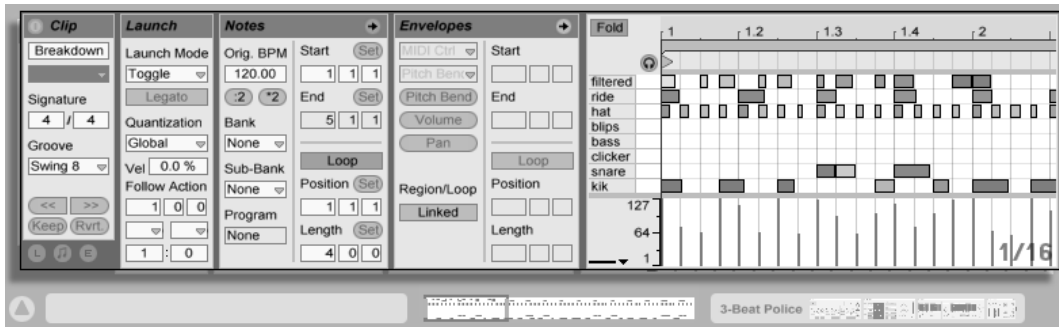 Clip
Breakdown
Signature
4 / 4
Groove
Swing 8
<< >>
Keep Rvrt.
L E
Launch
Launch Mode
Toggle
Legato
Quantization
Global
Vel 0.0 %
Follow Action
1 0 0
1 : 0
Notes
Orig. BPM
120.00
:2 *2
Bank
None
Sub-Bank
None
Program
None
Start Set
1 1 1
End Set
5 1 1
Loop
Position Set
1 1 1
Length Set
4 0 0
Envelopes
MIDI Ctrl
Pitch Benc
Pitch Bend
Volume
Pan
Region/Loop
Linked
Start
End
Loop
Position
Length
Fold
1 1.2 1.3 1.4 2
filtered
ride
hat
blips
bass
clicker
snare
kik
127
64
1
1/16
3-Beat Police